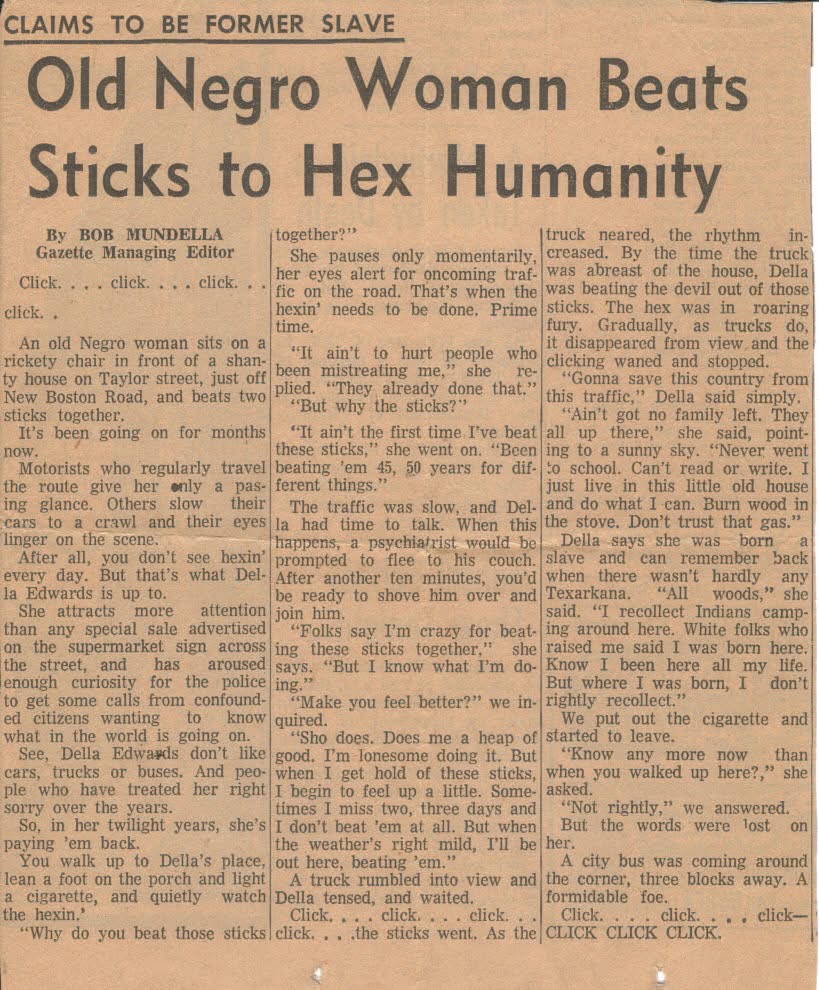 CLAIMS TO BE FORMER SLAVE
Old Negro Woman Beats
Sticks to Hex Humanity
By BOB MUNDELLA
Gazette Managing Editor
Click. . . . click. . . . click. . .
click. .
An old Negro woman sits on a
rickety chair in front of a shan-
ty house on Taylor street, just off
New Boston Road, and beats two
sticks together.
It's been going on for months
now.
Motorists who regularly travel
the route give her only a pas-
ing glance. Others slow their
cars to a crawl and their eyes
linger on the scene.
After all, you don't see hexin'
every day. But that's what Del-
la Edwards is up to.
She attracts more attention
than any special sale advertised
on the supermarket sign across
the street, and has aroused
enough curiosity for the police
to get some calls from confound-
ed citizens wanting to know
what in the world is going on.
See, Della Edwards don't like
cars, trucks or buses. And peo-
ple who have treated her right
sorry over the years.
So, in her twilight years, she's
paying 'em back.
You walk up to Della's place,
lean a foot on the porch and light
a cigarette, and quietly watch
the hexin.'
"Why do you beat those sticks
together?"
She pauses only momentarily,
her eyes alert for oncoming traf-
fic on the road. That's when the
hexin' needs to be done. Prime
time.
"It ain't to hurt people who
been mistreating me," she re-
plied. "They already done that."
"But why the sticks?"
"It ain't the first time I've beat
these sticks," she went on. "Been
beating 'em 45, 50 years for dif-
ferent things."
The traffic was slow, and Del-
la had time to talk. When this
happens, a psychiatrist would be
prompted to flee to his couch.
After another ten minutes, you'd
be ready to shove him over and
join him.
"Folks say I'm crazy for beat-
ing these sticks together," she
says. "But I know what I'm do-
ing."
"Make you feel better?" we in-
quired.
"Sho does. Does me a heap of
good. I'm lonesome doing it. But
when I get hold of these sticks,
I begin to feel up a little. Some-
times I miss two, three days and
I don't beat 'em at all. But when
the weather's right mild, I'll be
out here, beating 'em."
A truck rumbled into view and
Della tensed, and waited.
Click. . . . click. . . . click. . .
click. . . .the sticks went. As the
truck neared, the rhythm in-
creased. By the time the truck
was abreast of the house, Della
was beating the devil out of those
sticks. The hex was in roaring
fury. Gradually, as trucks do,
it disappeared from view and the
clicking waned and stopped.
"Gonna save this country from
this traffic," Della said simply.
"Ain't got no family left. They
all up there," she said, point-
ing to a sunny sky. "Never went
to school. Can't read or write. I
just live in this little old house
and do what I can. Burn wood in
the stove. Don't trust that gas."
Della says she was born a
slave and can remember back
when there wasn't hardly any
Texarkana. "All woods," she
said. "I recollect Indians camp-
ing around here. White folks who
raised me said I was born here.
Know I been here all my life.
But where I was born, I don't
rightly recollect."
We put out the cigarette and
started to leave.
"Know any more now than
when you walked up here?," she
asked.
"Not rightly," we answered.
But the words were lost on
her.
A city bus was coming around
the corner, three blocks away. A
formidable foe.
Click. . . . click. . . . click—
CLICK CLICK CLICK.